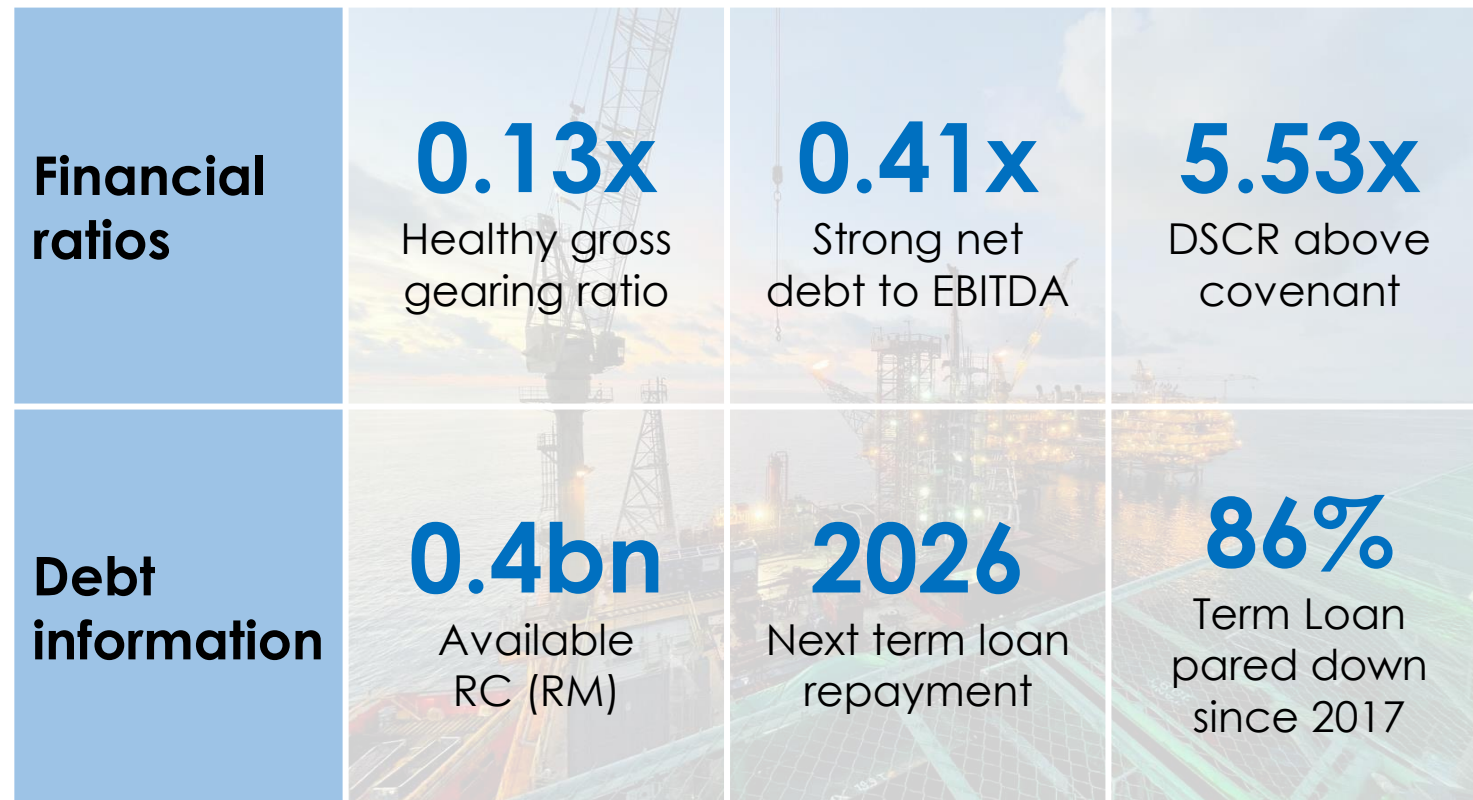 Financial
ratios
0.13x
Healthy gross
gearing ratio
0.41x
Strong net
debt to EBITDA
5.53x
DSCR above
covenant
Debt
information
0.4bn
Available
RC (RM)
2026
Next term loan
repayment
86%
Term Loan
pared down
since 2017